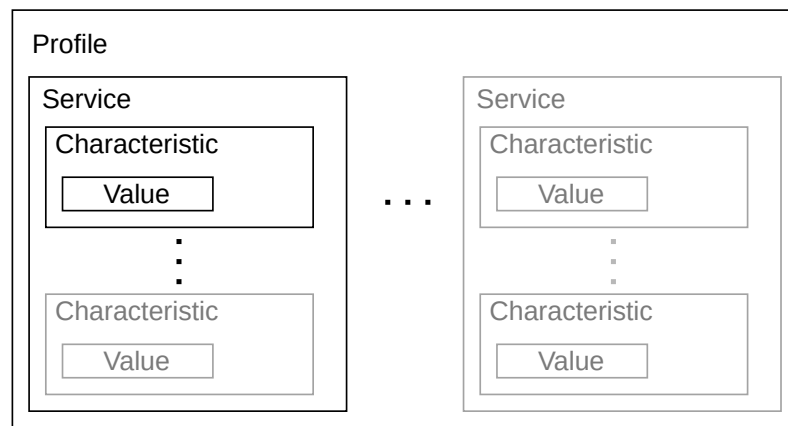 Profile
Service
Characteristic
Value
Characteristic
Value
. . .
Service
Characteristic
Value
Characteristic
Value